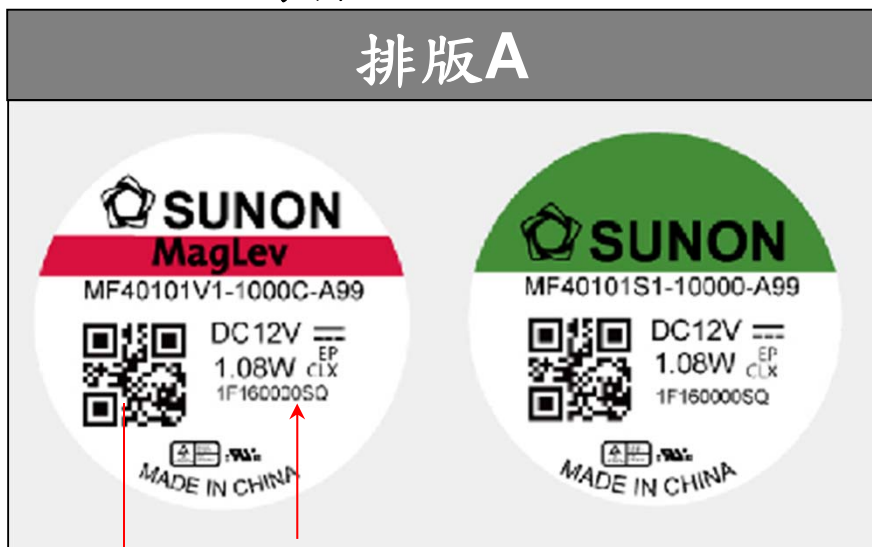 排版A
SUNON
MagLev
MF40101V1-1000C-A99
DC12V
1.08W
EP
CLX
1F160000SQ
MADE IN CHINA
SUNON
MF40101S1-10000-A99
DC12V
1.08W
EP
CLX
1F160000SQ
MADE IN CHINA